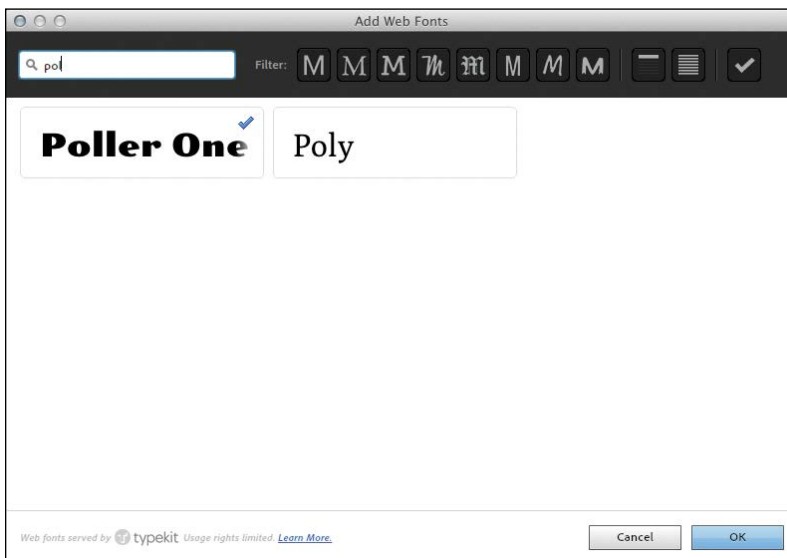 Add Web Fonts
pol
Filter: M M M M M M M M
Poller One
Poly
Web fonts served by typekit Usage rights limited. Learn More.
Cancel
OK